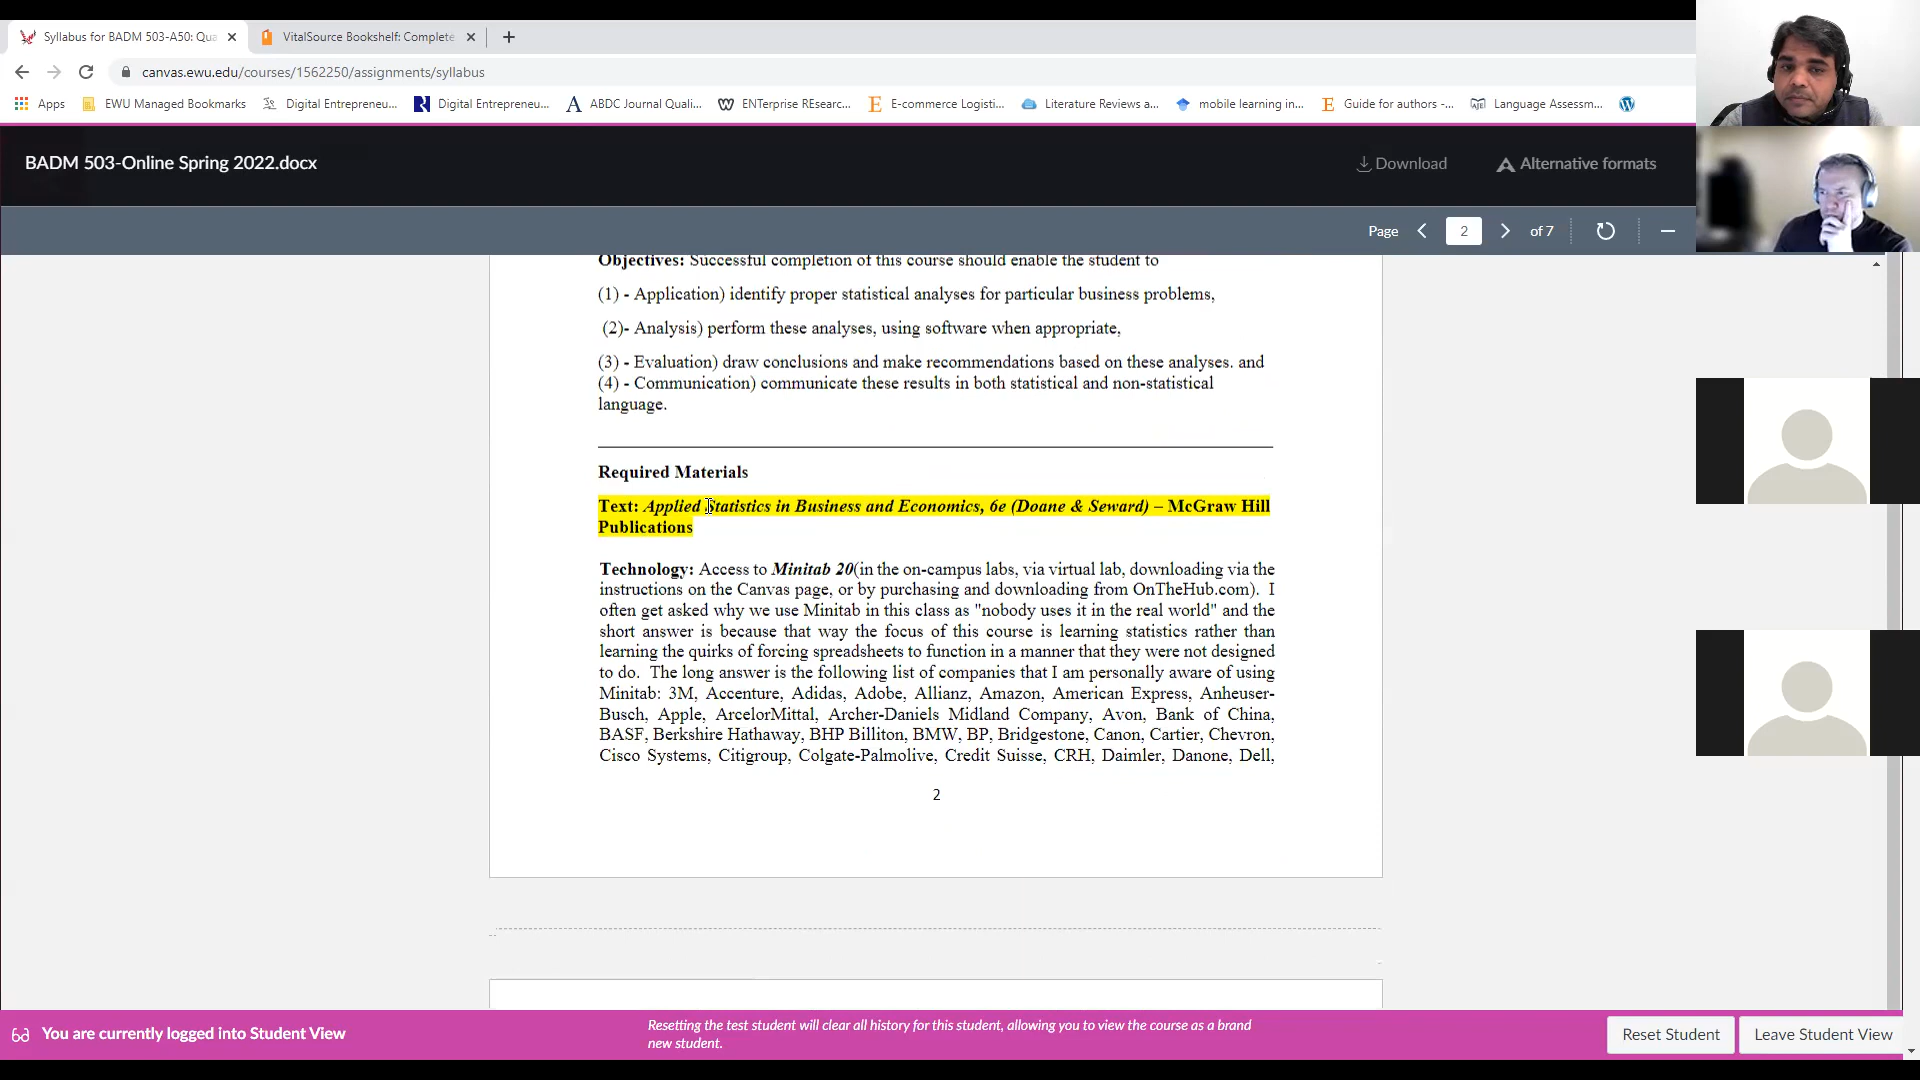 Syllabus for BADM 503-A50: Qua
VitalSource Bookshelf: Complete
canvas.ewu.edu/courses/1562250/assignments/syllabus
Apps
EWU Managed Bookmarks
Digital Entrepreneu...
Digital Entrepreneu...
ABDC Journal Quali...
ENTerprise REsearc...
E-commerce Logisti...
Literature Reviews a...
mobile learning in...
Guide for authors -...
Language Assessm...
BADM 503-Online Spring 2022.docx
Download
Alternative formats
Page
2
of 7
Objectives: Successful completion of this course should enable the student to
(1) - Application) identify proper statistical analyses for particular business problems,
(2)- Analysis) perform these analyses, using software when appropriate,
(3) - Evaluation) draw conclusions and make recommendations based on these analyses. and
(4) - Communication) communicate these results in both statistical and non-statistical
language.
Required Materials
Text: Applied Statistics in Business and Economics, 6e (Doane & Seward) – McGraw Hill
Publications
Technology: Access to Minitab 20(in the on-campus labs, via virtual lab, downloading via the
instructions on the Canvas page, or by purchasing and downloading from OnTheHub.com). I
often get asked why we use Minitab in this class as "nobody uses it in the real world" and the
short answer is because that way the focus of this course is learning statistics rather than
learning the quirks of forcing spreadsheets to function in a manner that they were not designed
to do. The long answer is the following list of companies that I am personally aware of using
Minitab: 3M, Accenture, Adidas, Adobe, Allianz, Amazon, American Express, Anheuser-
Busch, Apple, ArcelorMittal, Archer-Daniels Midland Company, Avon, Bank of China,
BASF, Berkshire Hathaway, BHP Billiton, BMW, BP, Bridgestone, Canon, Cartier, Chevron,
Cisco Systems, Citigroup, Colgate-Palmolive, Credit Suisse, CRH, Daimler, Danone, Dell,
2
You are currently logged into Student View
Resetting the test student will clear all history for this student, allowing you to view the course as a brand
new student.
Reset Student
Leave Student View